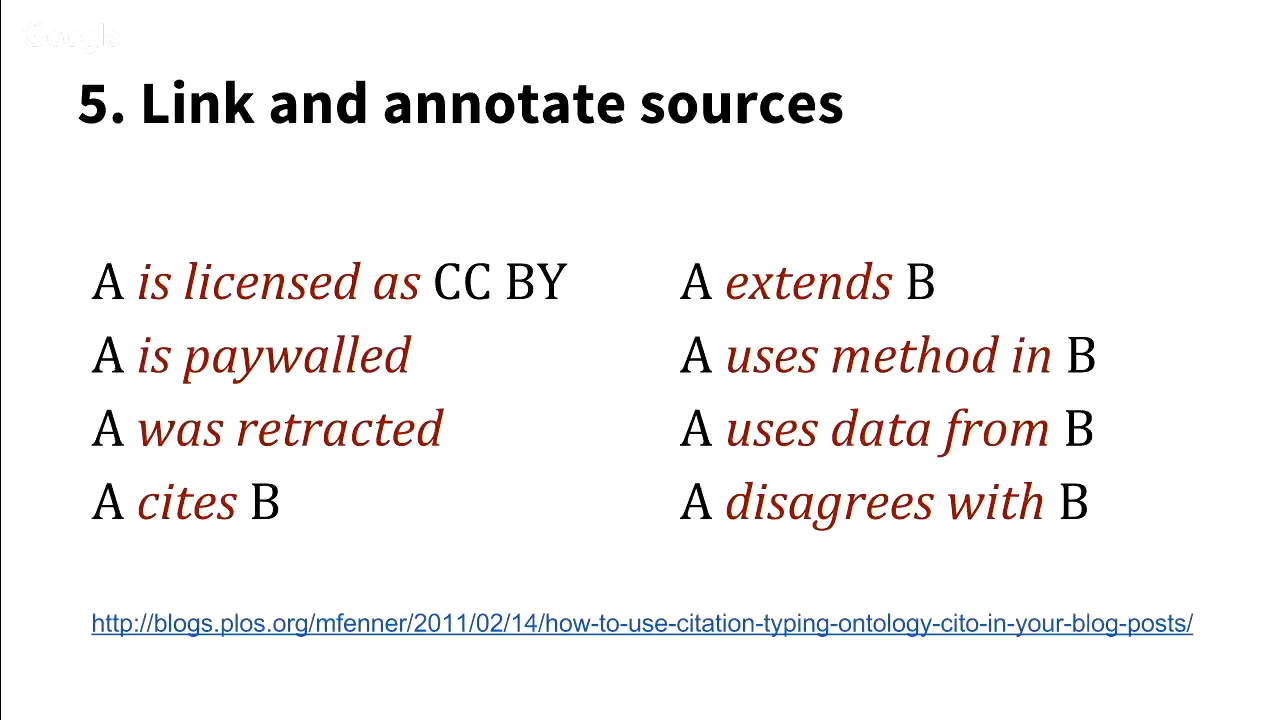 Google
5. Link and annotate sources
A is licensed as CC BY
A is paywalled
A was retracted
A cites B
A extends B
A uses method in B
A uses data from B
A disagrees with B
http://blogs.plos.org/mfenner/2011/02/14/how-to-use-citation-typing-ontology-cito-in-your-blog-posts/